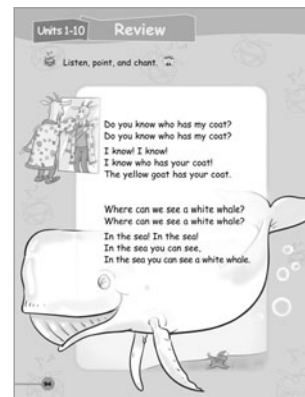 Units 1-10
Review
Listen, point, and chant.
Do you know who has my coat?
Do you know who has my coat?
I know! I know!
I know who has your coat!
The yellow goat has your coat.
Where can we see a white whale?
Where can we see a white whale?
In the sea! In the sea!
In the sea you can see,
In the sea you can see a white whale.
94